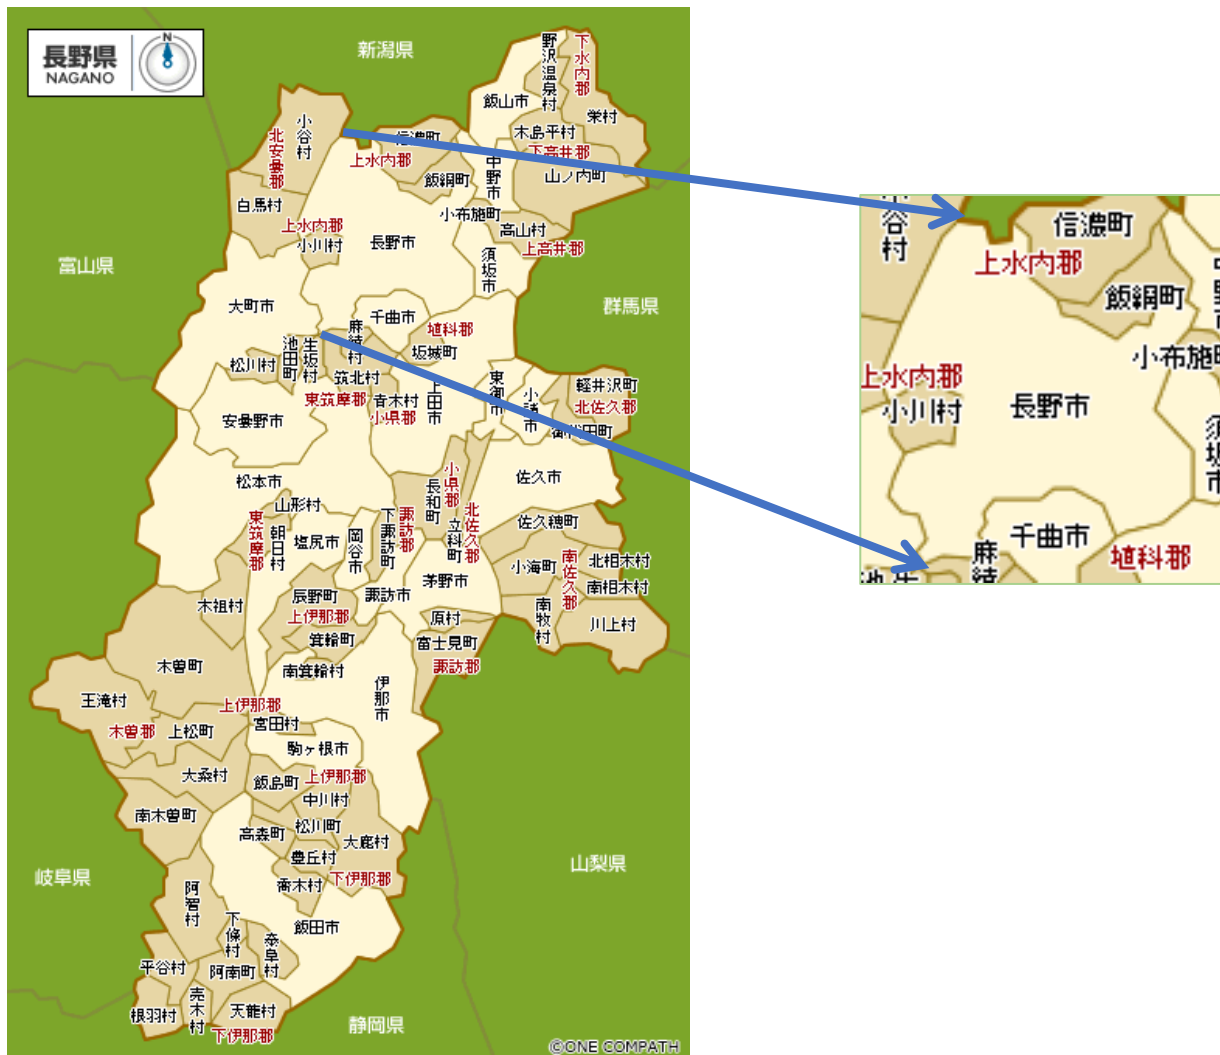 長野県
NAGANO
N
新潟県
富山県
群馬県
岐阜県
山梨県
静岡県
野沢温泉村
下水内郡
飯山市
栄村
木島平村
下高井郡
山ノ内町
小谷村
北安曇郡
信濃町
上水内郡
飯綱町
中野市
白馬村
上水内郡
小川村
長野市
小布施町
高山村
上高井郡
須坂市
大町市
千曲市
麻績村
埴科郡
坂城町
池田町
生坂村
松川村
筑北村
東筑摩郡
青木村
小県郡
上田市
東御市
小諸市
軽井沢町
北佐久郡
御代田町
安曇野市
松本市
佐久市
小県郡
長和町
立科町
北佐久郡
山形村
東筑摩郡
朝日村
塩尻市
岡谷市
下諏訪町
諏訪郡
佐久穂町
小海町
南佐久郡
北相木村
南相木村
南牧村
川上村
茅野市
諏訪市
辰野町
上伊那郡
箕輪町
南箕輪村
原村
富士見町
諏訪郡
木祖村
木曽町
王滝村
木曽郡
上松町
上伊那郡
宮田村
伊那市
駒ヶ根市
大桑村
飯島町
上伊那郡
中川村
南木曽町
高森町
松川町
大鹿村
豊丘村
喬木村
下伊那郡
阿智村
飯田市
下條村
泰阜村
平谷村
阿南町
売木村
根羽村
天龍村
下伊那郡
©ONE COMPATH
小谷村
信濃町
上水内郡
飯綱町
中野市
小布施町
上水内郡
小川村
長野市
須坂市
千曲市
麻績
埴科郡
池
生